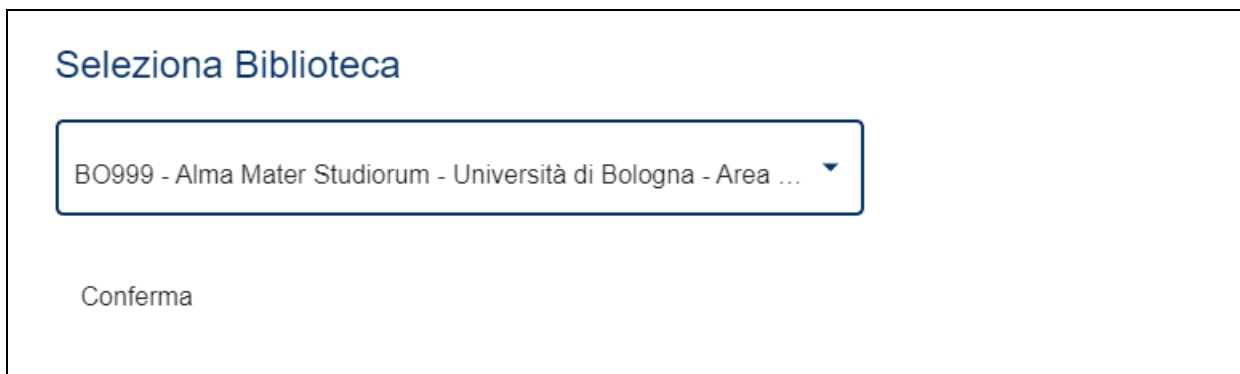 Seleziona Biblioteca
BO999 - Alma Mater Studiorum - Università di Bologna - Area ...
Conferma